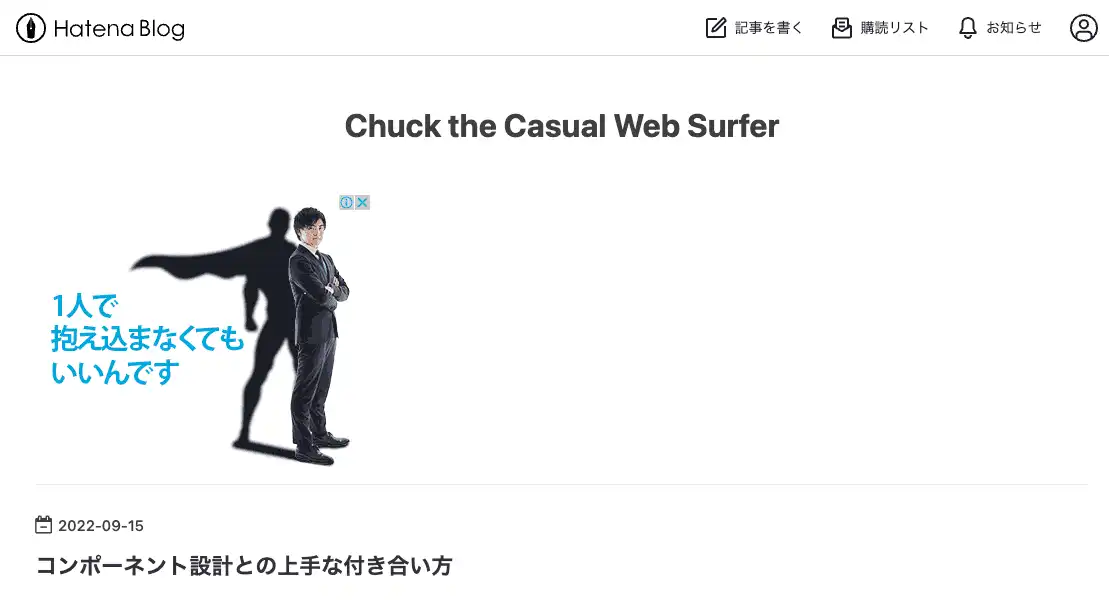 Hatena Blog
記事を書く
購読リスト
お知らせ
Chuck the Casual Web Surfer
1人で
抱え込まなくても
いいんです
2022-09-15
コンポーネント設計との上手な付き合い方